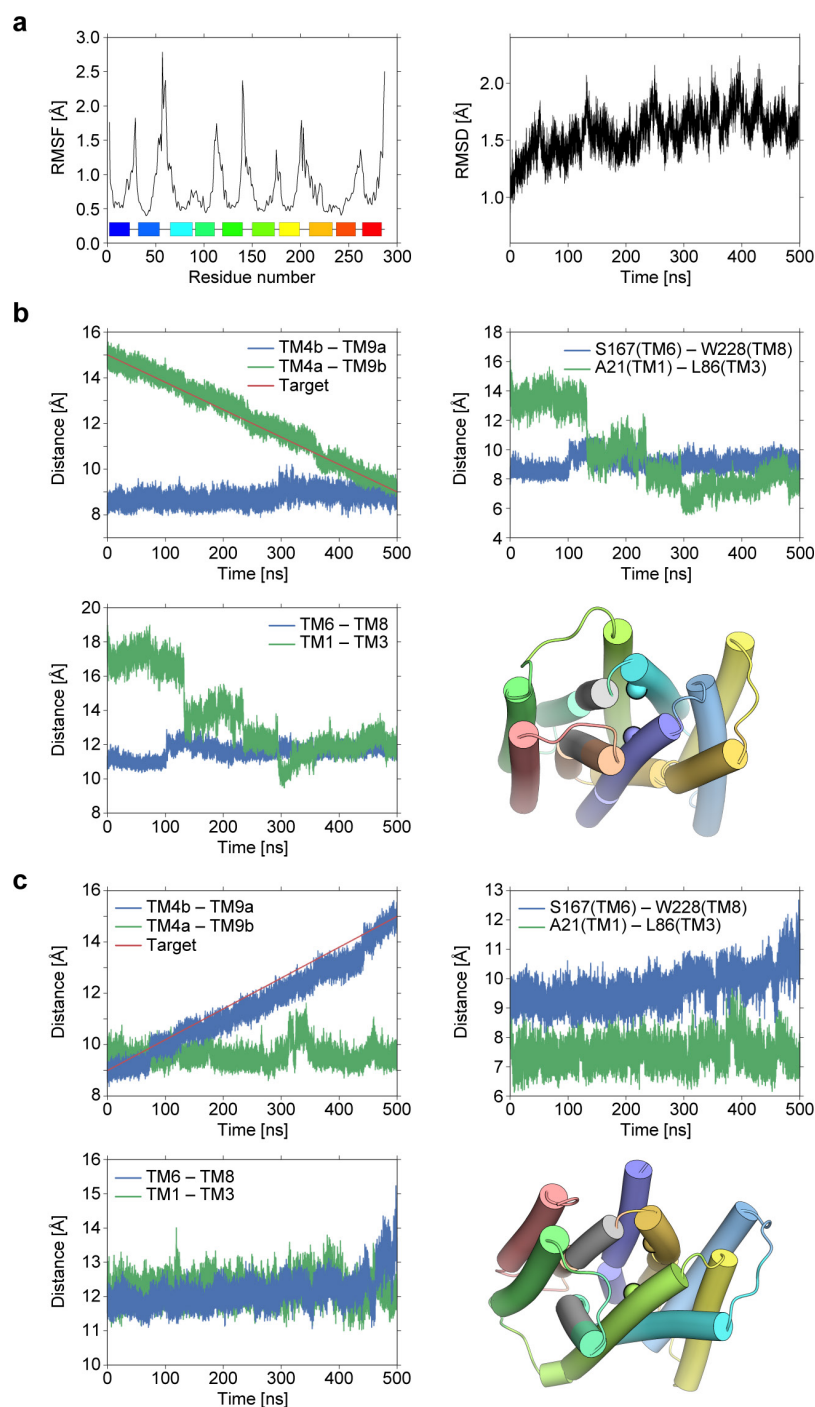 a
3.0
2.5
2.0
1.5
1.0
0.5
0.0
RMSF [Å]
0 50 100 150 200 250 300
Residue number
2.0
1.5
1.0
RMSD [Å]
0 100 200 300 400 500
Time [ns]
b
16
14
12
10
8
Distance [Å]
TM4b – TM9a
TM4a – TM9b
Target
0 100 200 300 400 500
Time [ns]
18
16
14
12
10
8
6
4
Distance [Å]
S167(TM6) – W228(TM8)
A21(TM1) – L86(TM3)
0 100 200 300 400 500
Time [ns]
20
18
16
14
12
10
8
Distance [Å]
TM6 – TM8
TM1 – TM3
0 100 200 300 400 500
Time [ns]
c
16
14
12
10
8
Distance [Å]
TM4b – TM9a
TM4a – TM9b
Target
0 100 200 300 400 500
Time [ns]
13
12
11
10
9
8
7
6
Distance [Å]
S167(TM6) – W228(TM8)
A21(TM1) – L86(TM3)
0 100 200 300 400 500
Time [ns]
16
15
14
13
12
11
10
Distance [Å]
TM6 – TM8
TM1 – TM3
0 100 200 300 400 500
Time [ns]